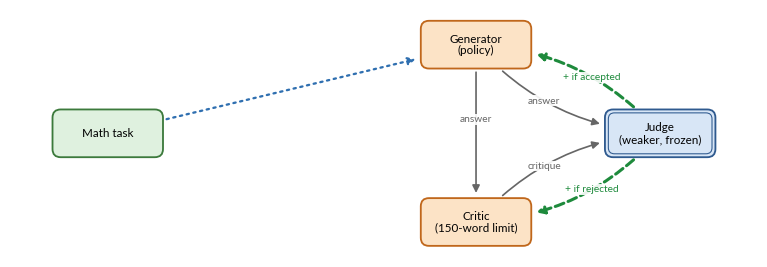 Generator
(policy)
+ if accepted
answer
answer
Math task
Judge
(weaker, frozen)
critique
+ if rejected
Critic
(150-word limit)